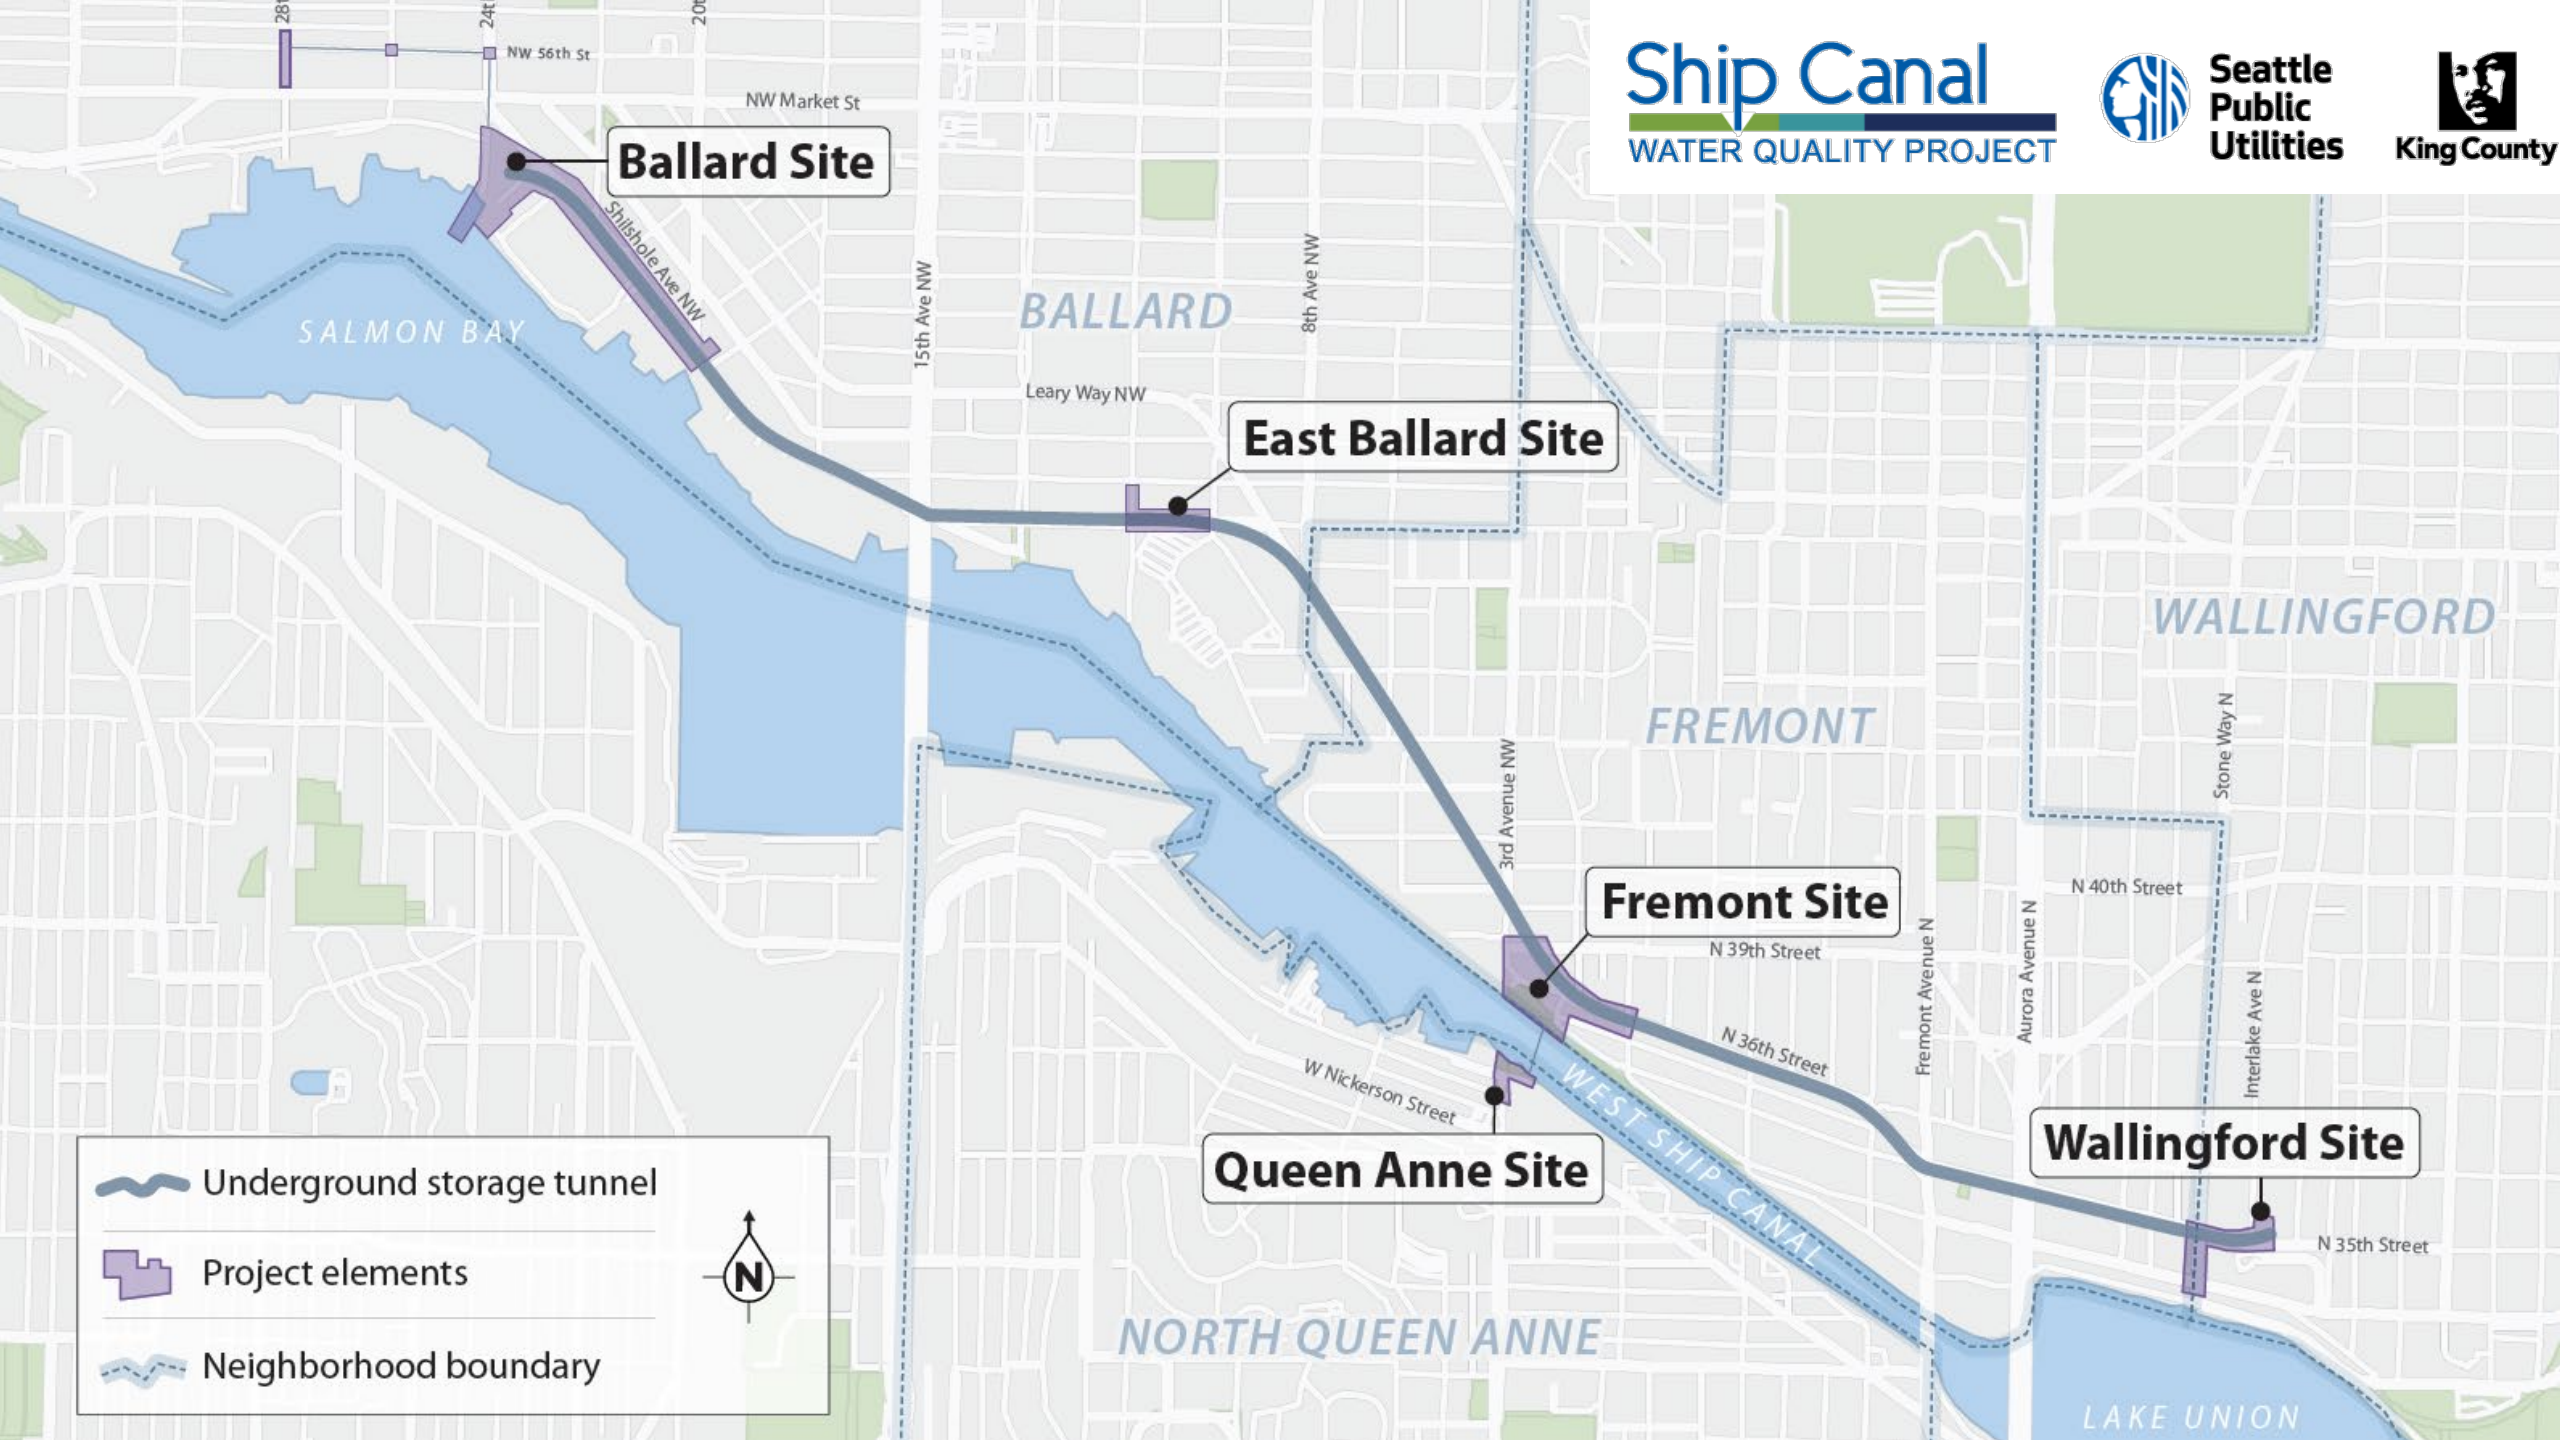 28t
24t
20t
NW 56th St
NW Market St
Ship Canal
WATER QUALITY PROJECT
Seattle
Public
Utilities
King County
Ballard Site
Shilshole Ave NW
SALMON BAY
15th Ave NW
BALLARD
8th Ave NW
Leary Way NW
East Ballard Site
WALLINGFORD
FREMONT
Stone Way N
3rd Avenue NW
Fremont Site
N 40th Street
N 39th Street
Fremont Avenue N
Aurora Avenue N
Interlake Ave N
N 36th Street
W Nickerson Street
WEST SHIP CANAL
Queen Anne Site
Wallingford Site
N 35th Street
NORTH QUEEN ANNE
LAKE UNION
Underground storage tunnel
Project elements
N
Neighborhood boundary